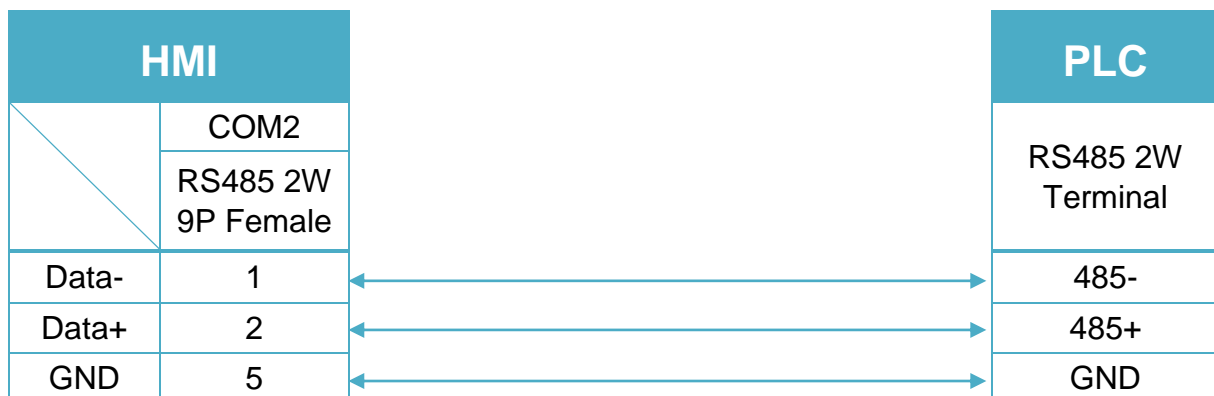 HMI
PLC
COM2
RS485 2W
9P Female
RS485 2W
Terminal
Data- 1 485-
Data+ 2 485+
GND 5 GND